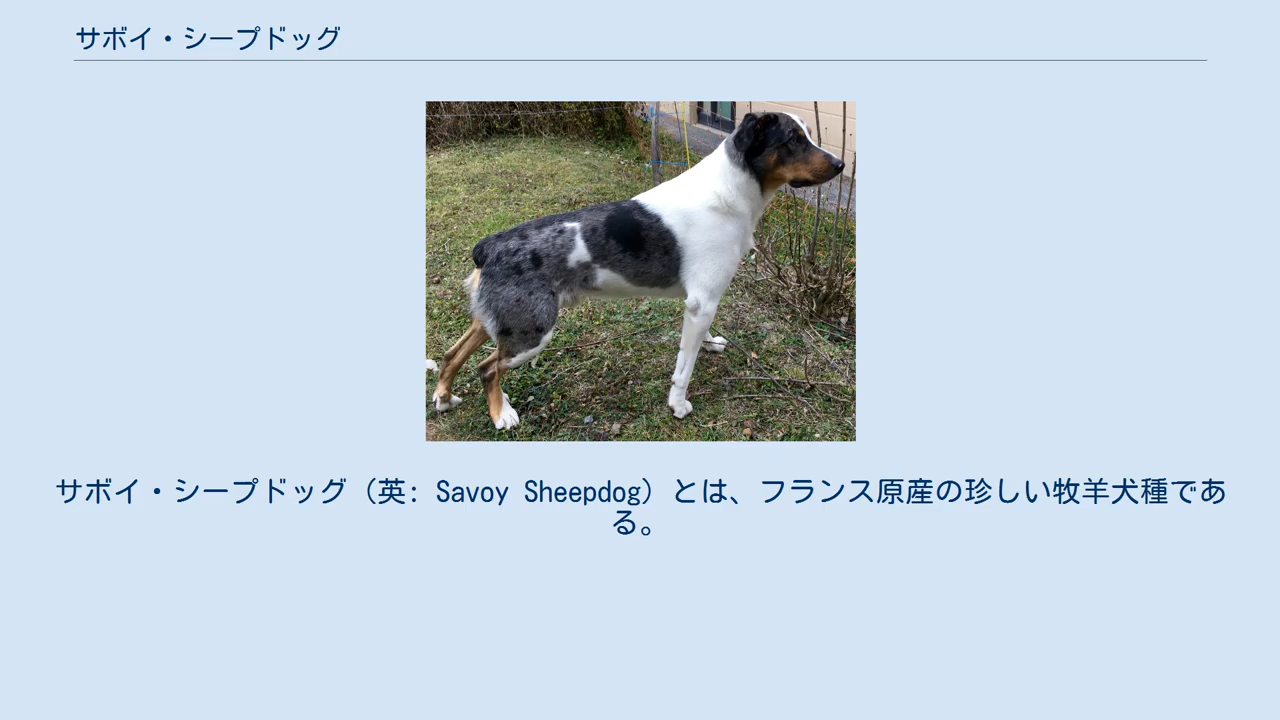 サボイ・シープドッグ
サボイ・シープドッグ（英: Savoy Sheepdog）とは、フランス原産の珍しい牧羊犬種であ
る。